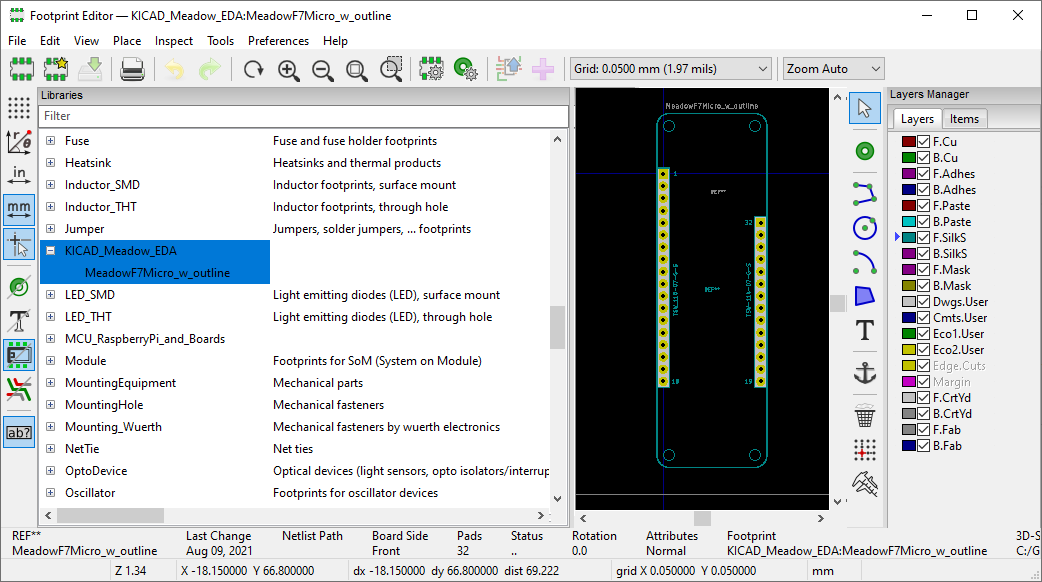 Footprint Editor — KICAD_Meadow_EDA:MeadowF7Micro_w_outline
File Edit View Place Inspect Tools Preferences Help
Grid: 0.0500 mm (1.97 mils) Zoom Auto
Libraries
Filter
Fuse Fuse and fuse holder footprints
Heatsink Heatsinks and thermal products
Inductor_SMD Inductor footprints, surface mount
Inductor_THT Inductor footprints, through hole
Jumper Jumpers, solder jumpers, ... footprints
KICAD_Meadow_EDA
MeadowF7Micro_w_outline
LED_SMD Light emitting diodes (LED), surface mount
LED_THT Light emitting diodes (LED), through hole
MCU_RaspberryPi_and_Boards
Module Footprints for SoM (System on Module)
MountingEquipment Mechanical parts
MountingHole Mechanical fasteners
Mounting_Wuerth Mechanical fasteners by wuerth electronics
NetTie Net ties
OptoDevice Optical devices (light sensors, opto isolators/interrup
Oscillator Footprints for oscillator devices
in
mm
ab?
MeadowF7Micro_w_outline
1
REF**
32
TSW-118-07-G-S
REF**
TSW-114-07-G-S
18
19
T
Layers Manager
Layers Items
F.Cu
B.Cu
F.Adhes
B.Adhes
F.Paste
B.Paste
F.SilkS
B.SilkS
F.Mask
B.Mask
Dwgs.User
Cmts.User
Eco1.User
Eco2.User
Edge.Cuts
Margin
F.CrtYd
B.CrtYd
F.Fab
B.Fab
REF** Last Change Netlist Path Board Side Pads Status Rotation Attributes Footprint 3D-S
MeadowF7Micro_w_outline Aug 09, 2021 Front 32 .. 0.0 Normal KICAD_Meadow_EDA:MeadowF7Micro_w_outline C:/G
Z 1.34 X -18.150000 Y 66.800000 dx -18.150000 dy 66.800000 dist 69.222 grid X 0.050000 Y 0.050000 mm